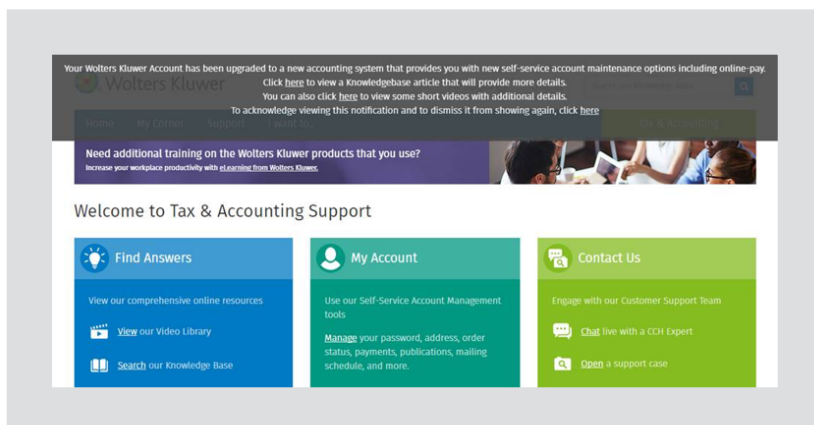 Your Wolters Kluwer Account has been upgraded to a new accounting system that provides you with new self-service account maintenance options including online-pay.
Click here to view a Knowledgebase article that will provide more details.
You can also click here to view some short videos with additional details.
To acknowledge viewing this notification and to dismiss it from showing again, click here
Wolters Kluwer
Home My Corner Support I want to... Tax & Accounting
Need additional training on the Wolters Kluwer products that you use?
Increase your workplace productivity with eLearning from Wolters Kluwer.
Welcome to Tax & Accounting Support
Find Answers
View our comprehensive online resources
View our Video Library
Search our Knowledge Base
My Account
Use our Self-Service Account Management
tools
Manage your password, address, order
status, payments, publications, mailing
schedule, and more.
Contact Us
Engage with our Customer Support Team
Chat live with a CCH Expert
Open a support case